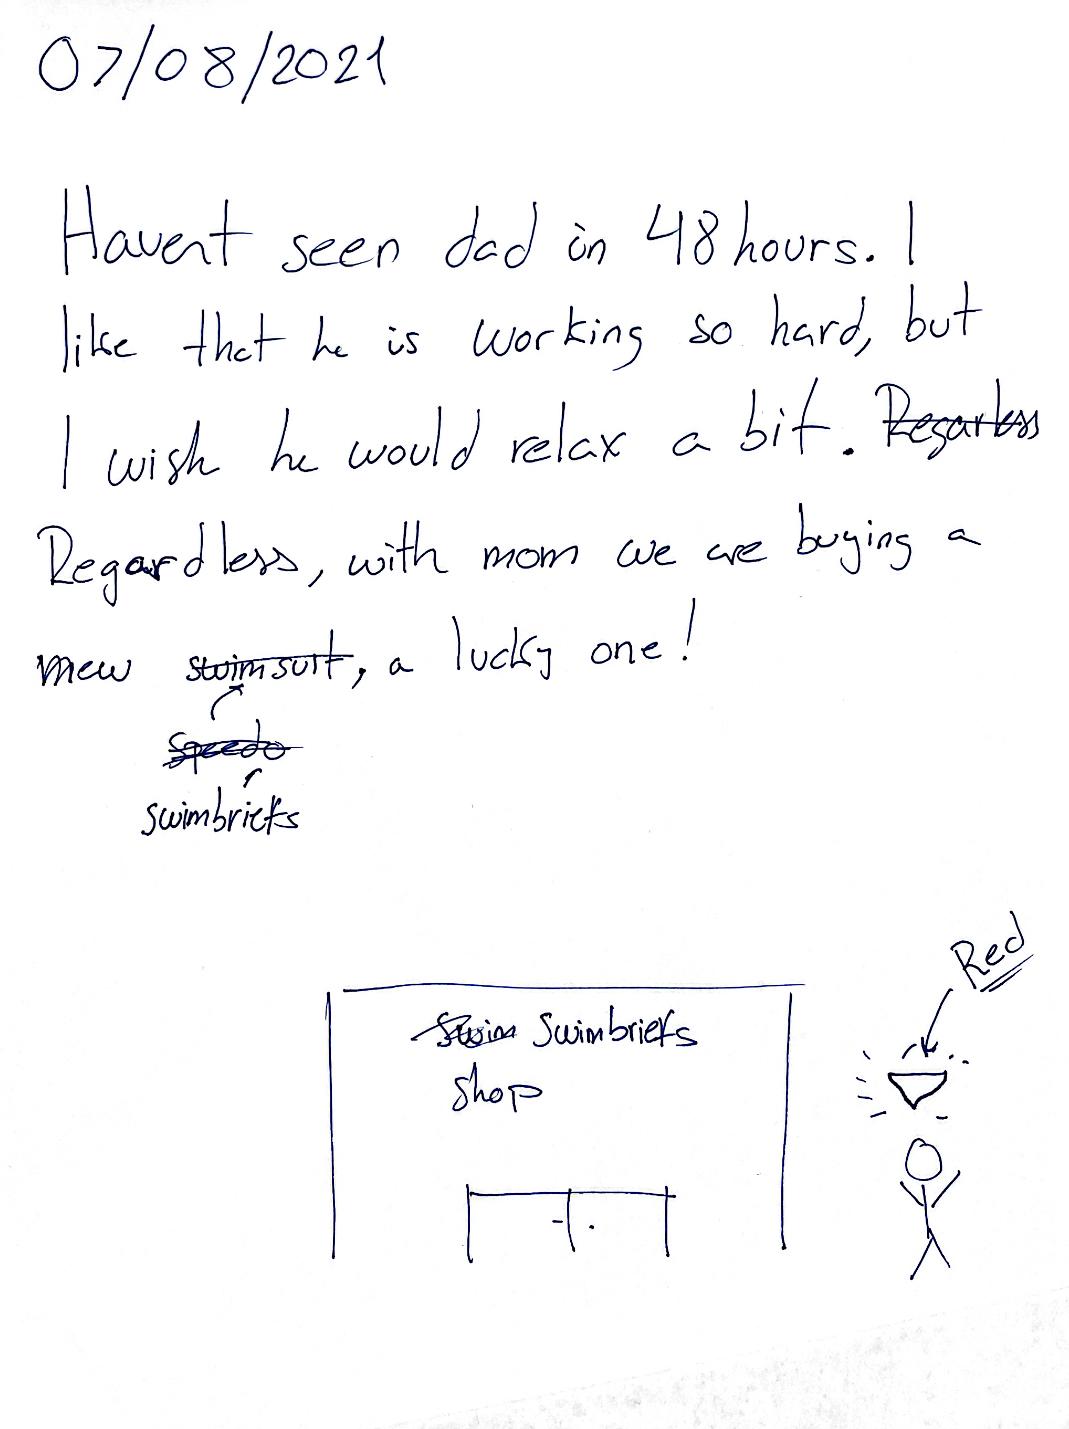 07/08/2021
Havent seen dad in 48 hours. I
like that he is working so hard, but
I wish he would relax a bit. Regarless
Regardless, with mom we are buying a
new swimsuit, a lucky one!
Speedo
swimbriefs
Red
Swim Swimbriefs
Shop